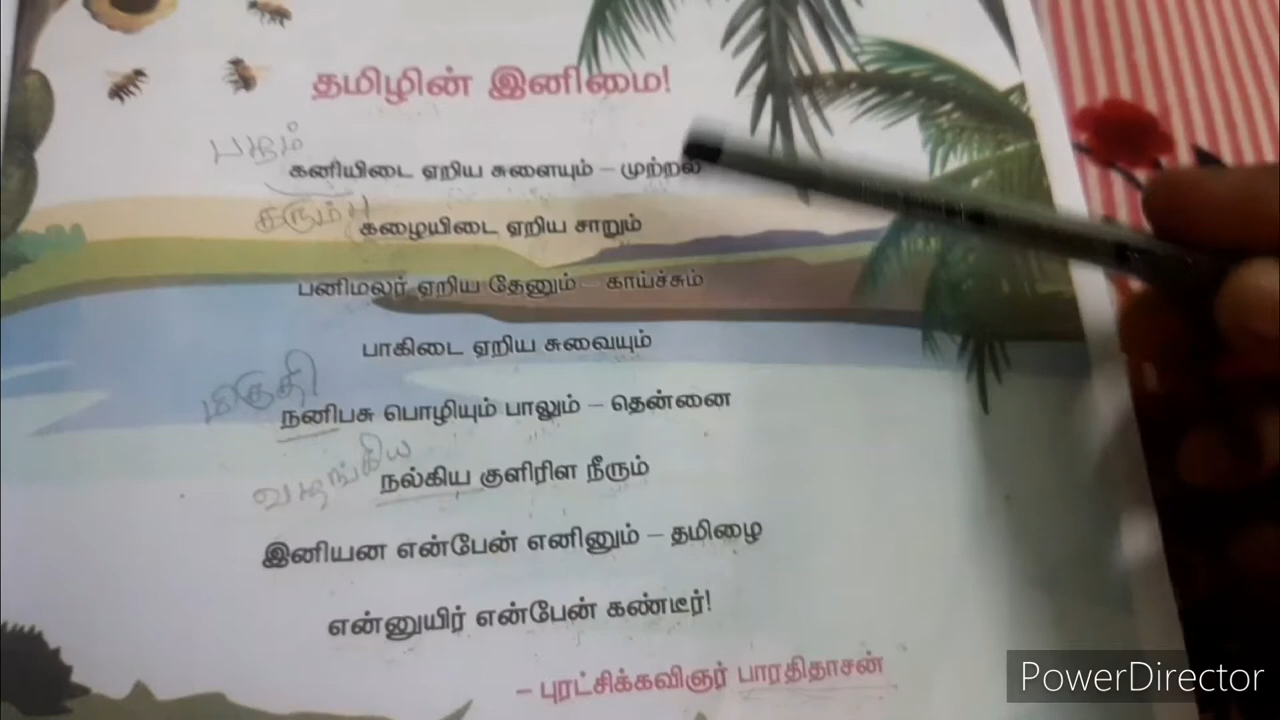 தமிழின் இனிமை!
பழம்
கனியிடை ஏறிய சுளையும் – முற்றல்
கரும்பு
கழையிடை ஏறிய சாறும்
பனிமலர் ஏறிய தேனும் – காய்ச்சும்
பாகிடை ஏறிய சுவையும்
மிகுதி
நனிபசு பொழியும் பாலும் – தென்னை
வழங்கிய
நல்கிய குளிரிள நீரும்
இனியன என்பேன் எனினும் – தமிழை
என்னுயிர் என்பேன் கண்டீர்!
– புரட்சிக்கவிஞர் பாரதிதாசன்
PowerDirector